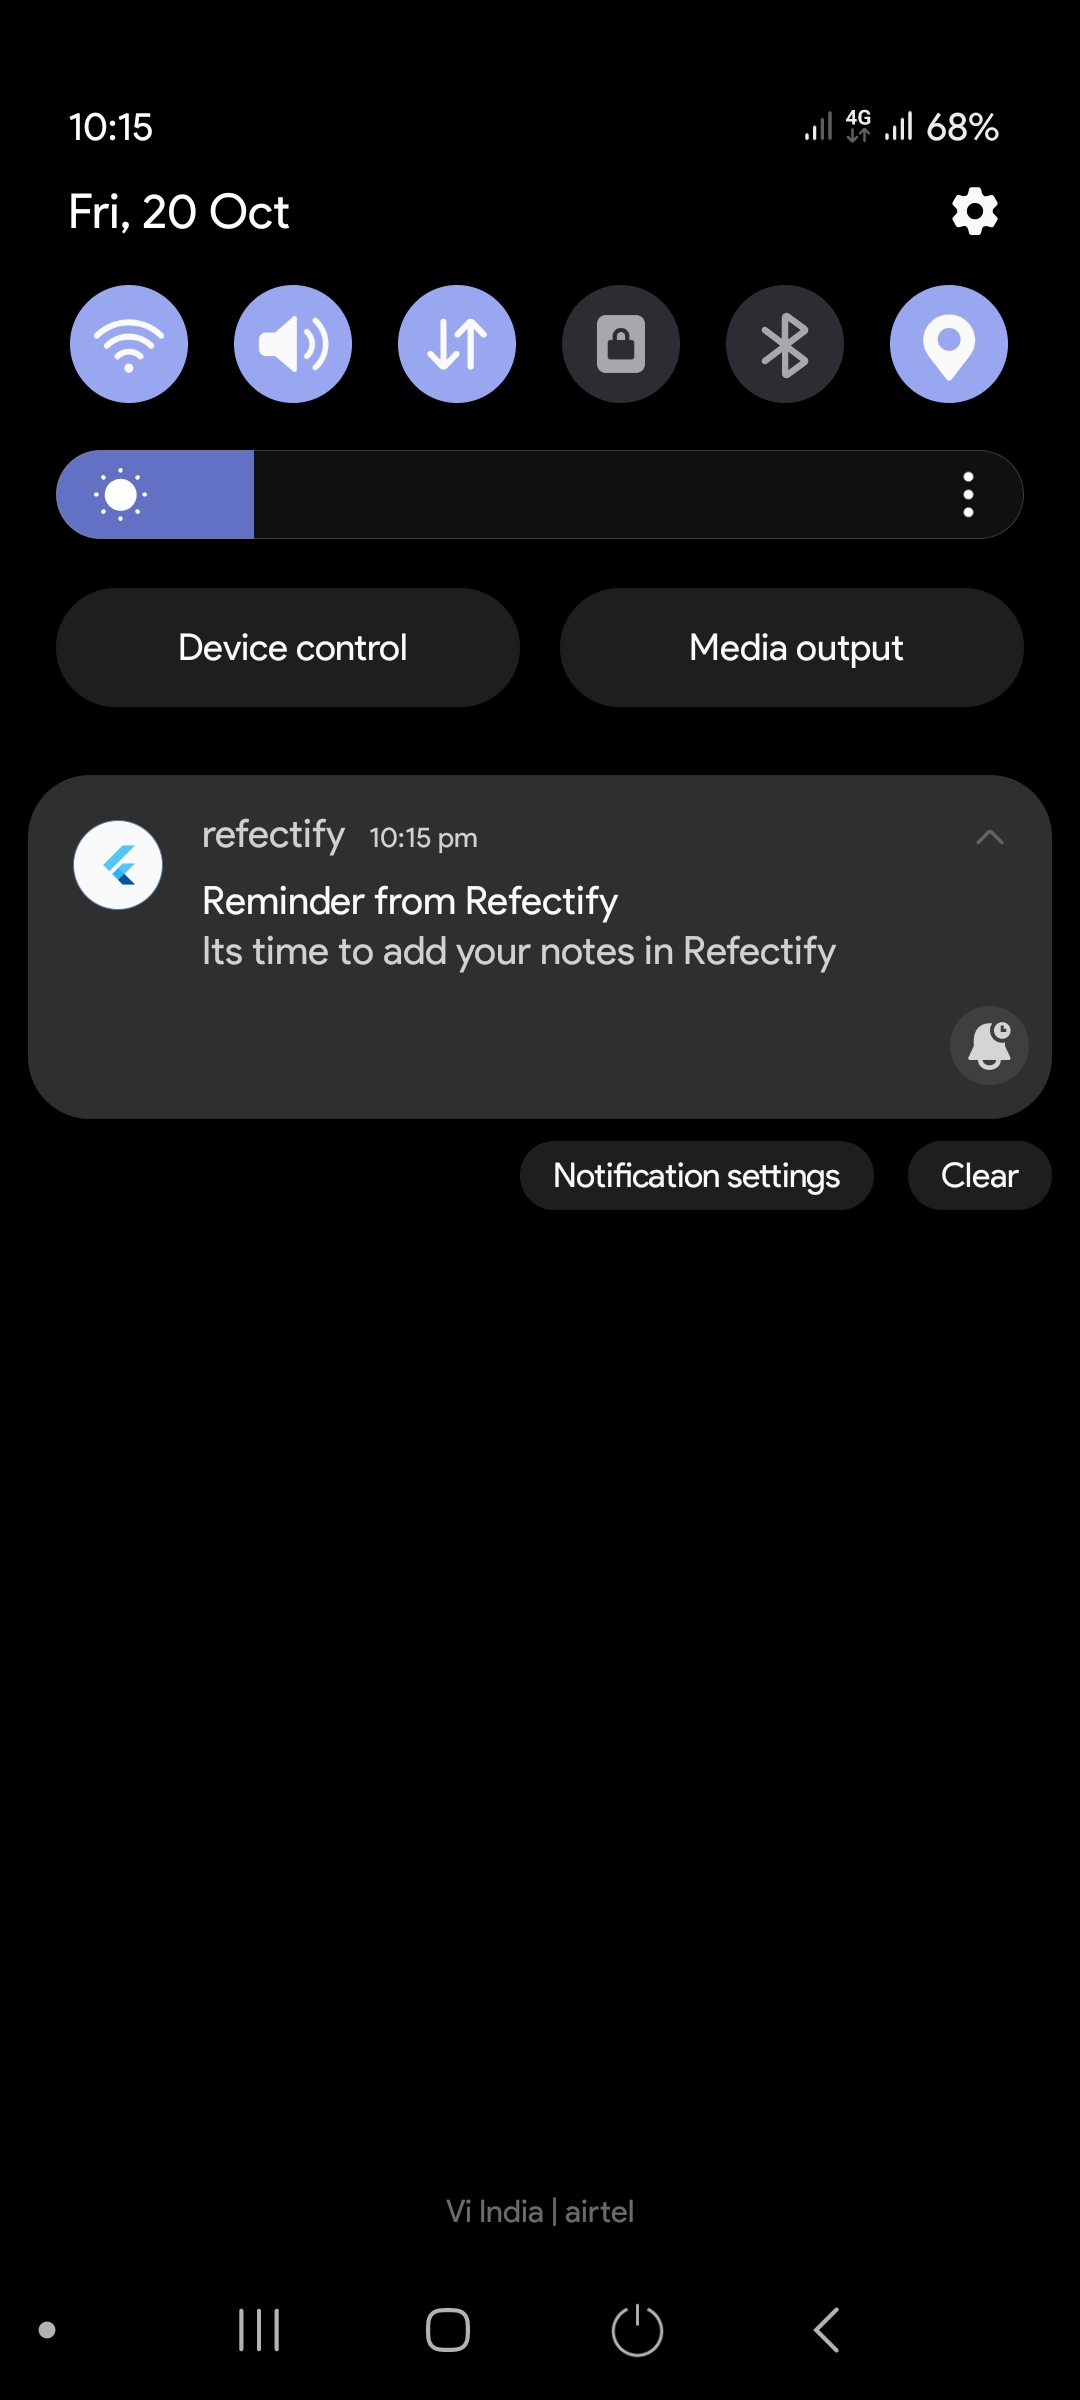 10:15
4G
68%
Fri, 20 Oct
Device control
Media output
refectify 10:15 pm
Reminder from Refectify
Its time to add your notes in Refectify
Notification settings
Clear
Vi India | airtel